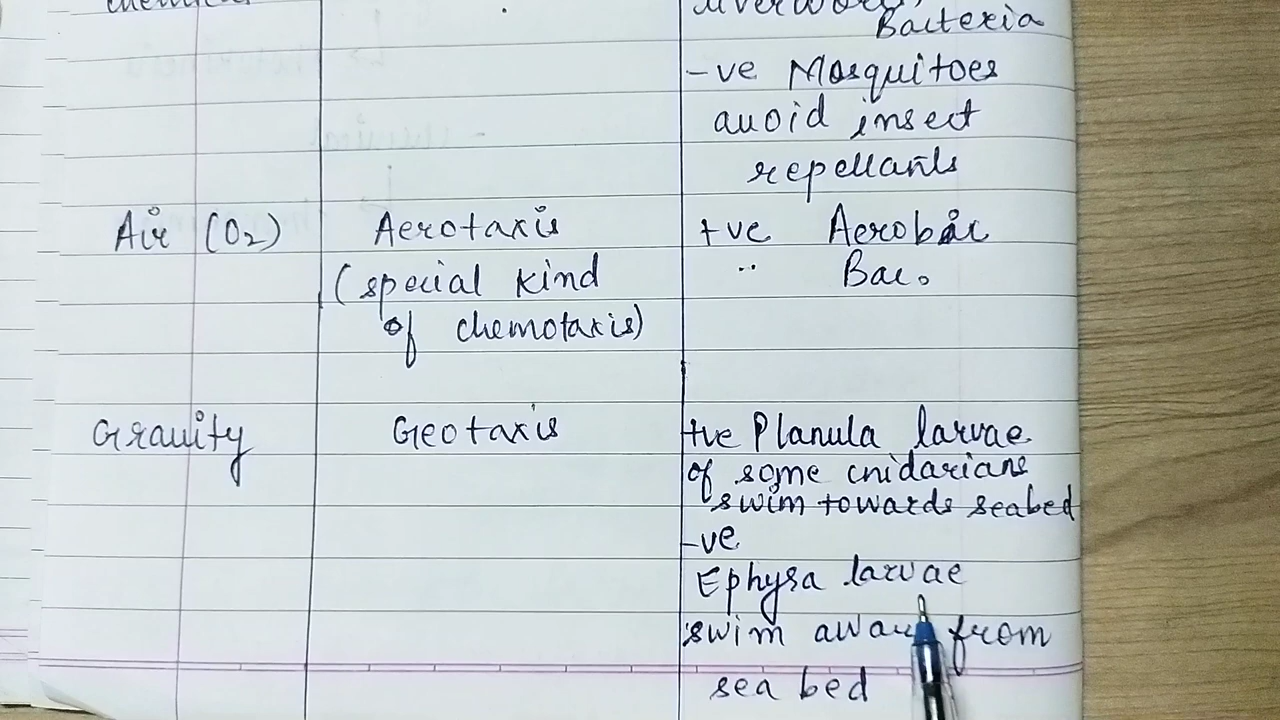 Bacteria
-ve Mosquitoes
avoid insect
repellants
Air (O2) Aerotaxis +ve Aerobic
(special kind Bac.
of chemotaxis)
Gravity Geotaxis +ve Planula larvae
of some cnidarians
swim towards seabed
-ve
Ephysa larvae
swim away from
sea bed